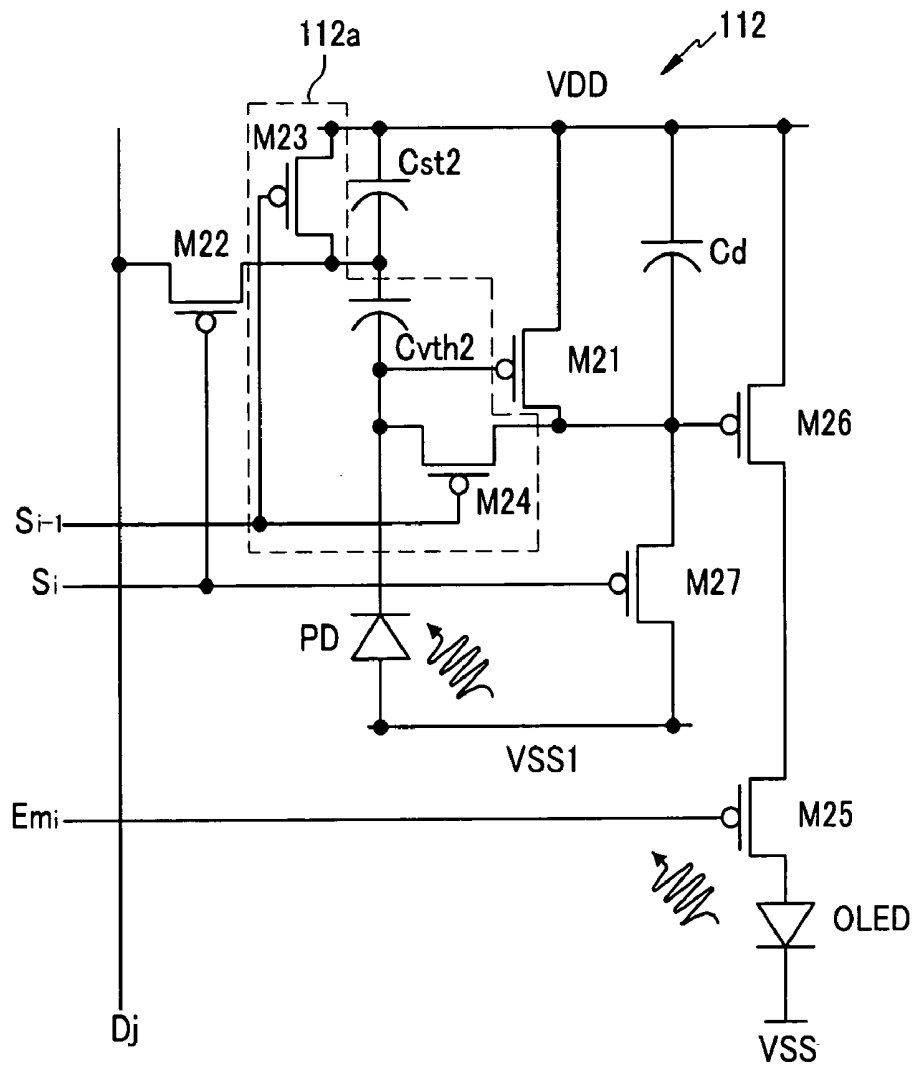 112a
112
VDD
M23
Cst2
M22
Cd
Cvth2
M21
M26
M24
Si-1
Si
M27
PD
VSS1
Emi
M25
OLED
Dj
VSS